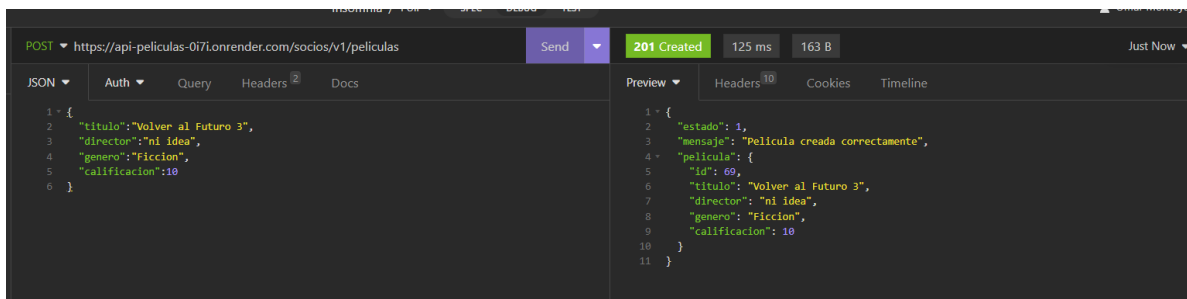 POST https://api-peliculas-0i7i.onrender.com/socios/v1/peliculas Send
JSON Auth Query Headers 2 Docs
1 {
2 "titulo":"Volver al Futuro 3",
3 "director":"ni idea",
4 "genero":"Ficcion",
5 "calificacion":10
6 }
201 Created 125 ms 163 B Just Now
Preview Headers 10 Cookies Timeline
1 {
2 "estado": 1,
3 "mensaje": "Pelicula creada correctamente",
4 "pelicula": {
5 "id": 69,
6 "titulo": "Volver al Futuro 3",
7 "director": "ni idea",
8 "genero": "Ficcion",
9 "calificacion": 10
10 }
11 }